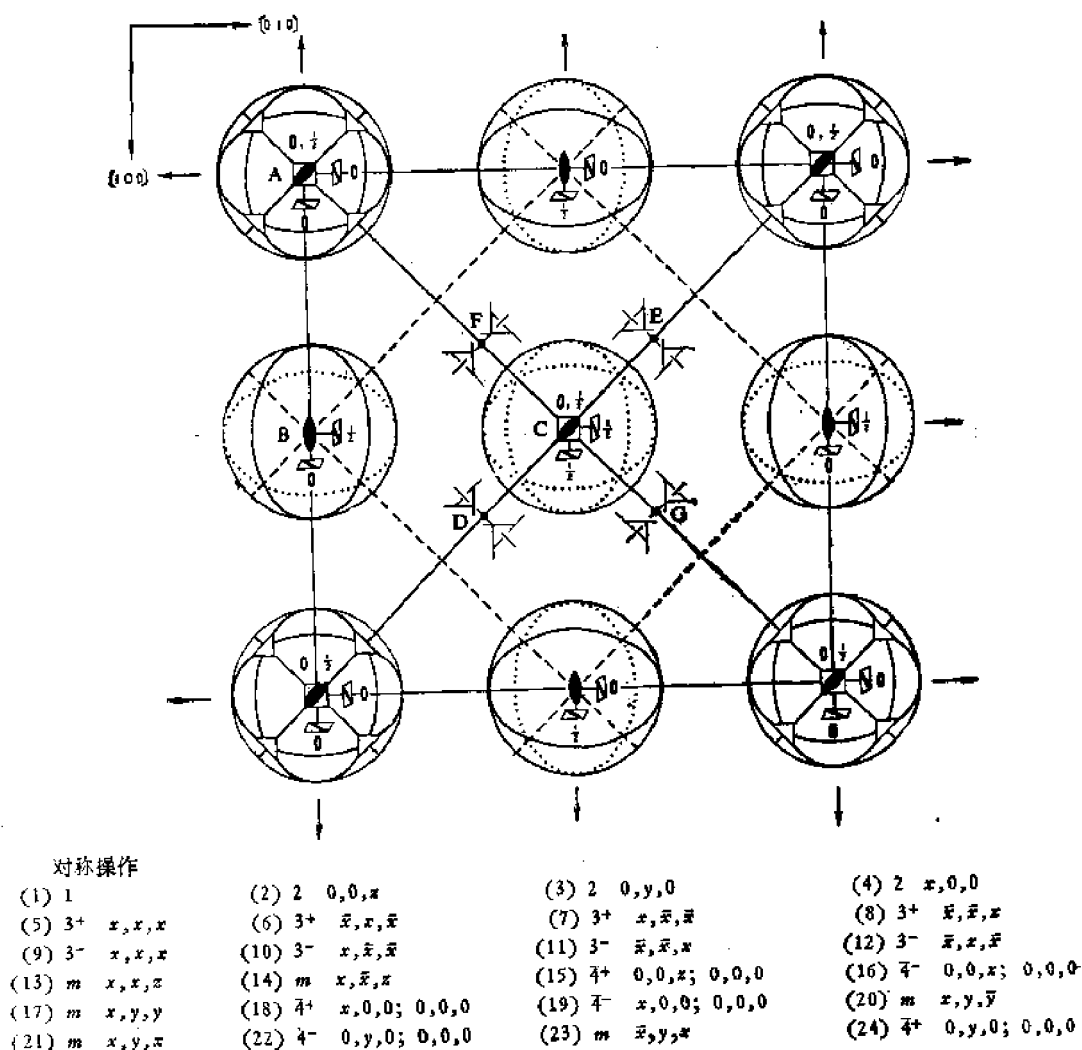 [010]
[100]
0, ½
0, ½
A
0
0
0
0
0
½
F
E
0, ½
B
½
C
½
½
0
½
0
D
G
0 ½
0 ½
0
0
0
0
0
½
对称操作
(1) 1 (2) 2 0,0,z (3) 2 0,y,0 (4) 2 x,0,0
(5) 3⁺ x,x,x (6) 3⁺ x̄,x,x̄ (7) 3⁺ x,x̄,x̄ (8) 3⁺ x̄,x̄,x
(9) 3⁻ x,x,x (10) 3⁻ x,x̄,x̄ (11) 3⁻ x̄,x̄,x (12) 3⁻ x̄,x,x̄
(13) m x,x,z (14) m x,x̄,z (15) 4̄⁺ 0,0,z; 0,0,0 (16) 4̄⁻ 0,0,z; 0,0,0
(17) m x,y,y (18) 4̄⁺ x,0,0; 0,0,0 (19) 4̄⁻ x,0,0; 0,0,0 (20) m x,y,ȳ
(21) m x,y,x (22) 4̄⁻ 0,y,0; 0,0,0 (23) m x̄,y,x (24) 4̄⁺ 0,y,0; 0,0,0